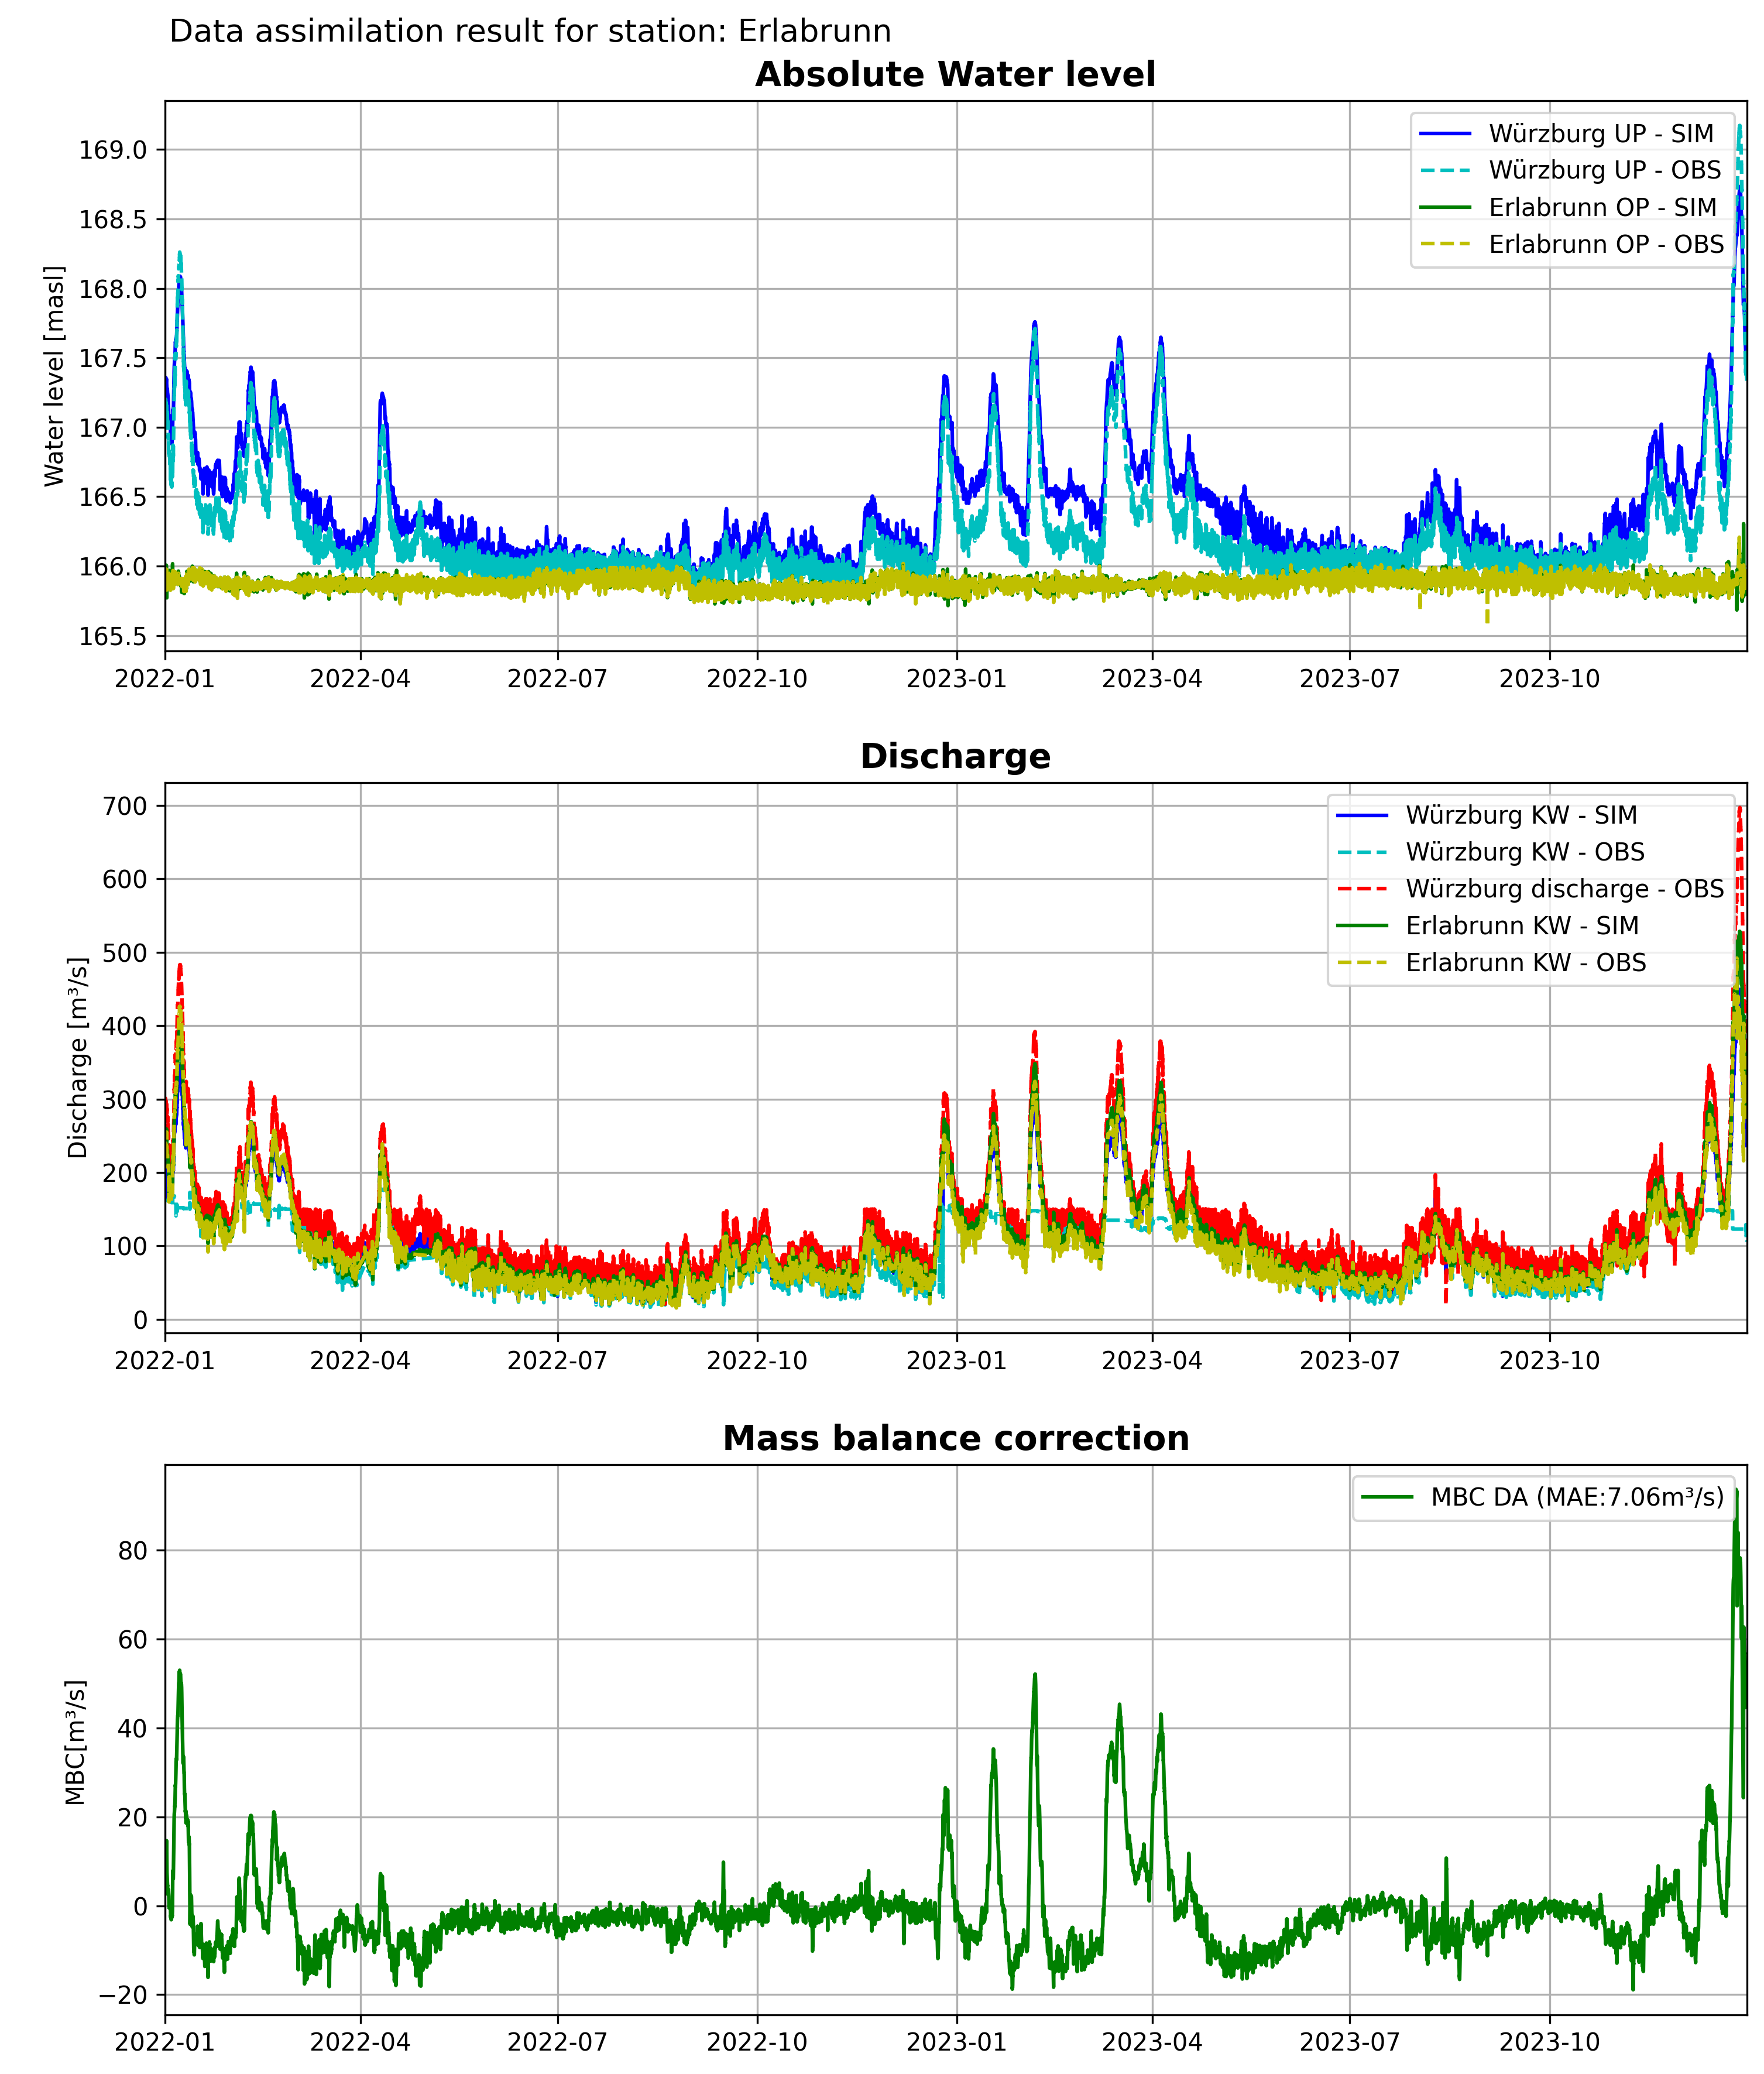 Data assimilation result for station: Erlabrunn
Absolute Water level
Würzburg UP - SIM
Würzburg UP - OBS
Erlabrunn OP - SIM
Erlabrunn OP - OBS
Water level [masl]
169.0
168.5
168.0
167.5
167.0
166.5
166.0
165.5
2022-01 2022-04 2022-07 2022-10 2023-01 2023-04 2023-07 2023-10
Discharge
Würzburg KW - SIM
Würzburg KW - OBS
Würzburg discharge - OBS
Erlabrunn KW - SIM
Erlabrunn KW - OBS
Discharge [m³/s]
700
600
500
400
300
200
100
0
2022-01 2022-04 2022-07 2022-10 2023-01 2023-04 2023-07 2023-10
Mass balance correction
MBC DA (MAE:7.06m³/s)
MBC[m³/s]
80
60
40
20
0
−20
2022-01 2022-04 2022-07 2022-10 2023-01 2023-04 2023-07 2023-10